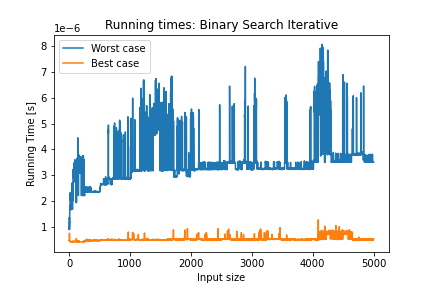 Running times: Binary Search Iterative
1e−6
Worst case
Best case
8
7
6
5
4
3
2
1
Running Time [s]
0
1000
2000
3000
4000
5000
Input size